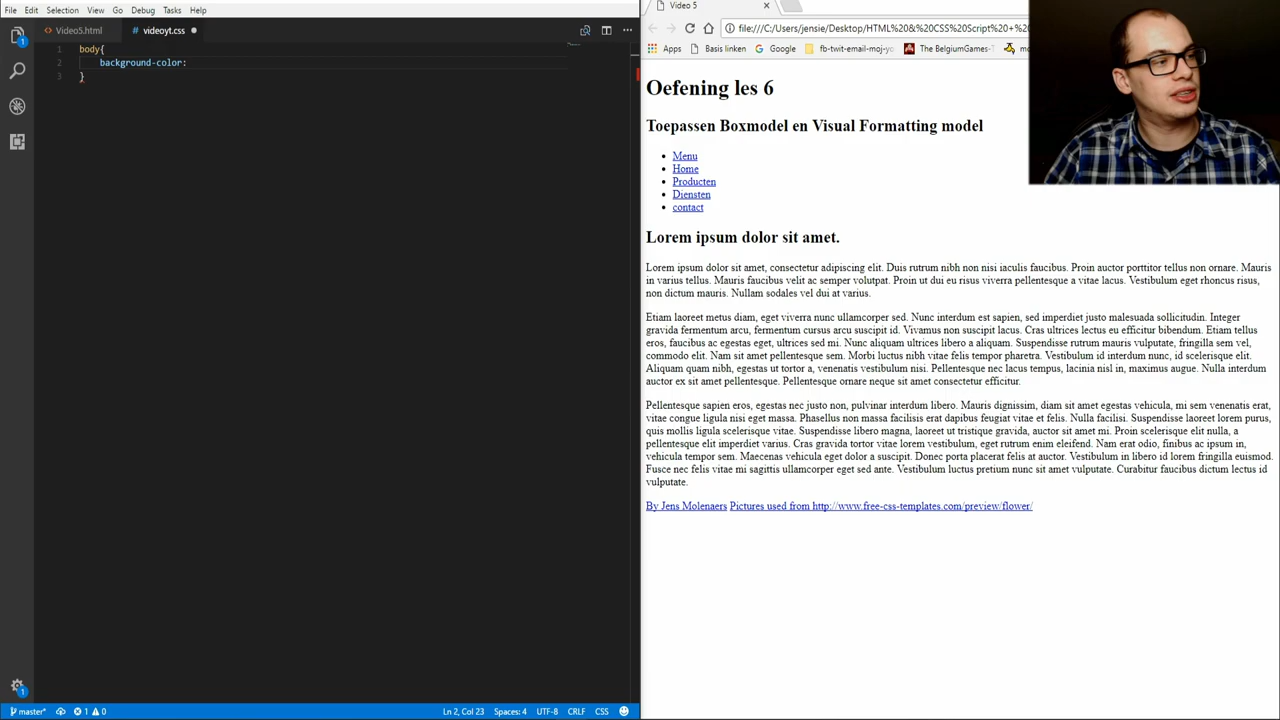 File Edit Selection View Go Debug Tasks Help
Video5.html
# videoyt.css
1 body{
2 background-color:
3 }
master*
1 0
Ln 2, Col 23 Spaces: 4 UTF-8 CRLF CSS
1
1
Video 5
file:///C:/Users/jensie/Desktop/HTML%20&%20CSS%20Script%20+%20
Apps Basis linken Google fb-twit-email-moj-yo The BelgiumGames-T
Oefening les 6
Toepassen Boxmodel en Visual Formatting model
Menu
Home
Producten
Diensten
contact
Lorem ipsum dolor sit amet.
Lorem ipsum dolor sit amet, consectetur adipiscing elit. Duis rutrum nibh non nisi iaculis faucibus. Proin auctor porttitor tellus non ornare. Mauris
in varius tellus. Mauris faucibus velit ac semper volutpat. Proin ut dui eu risus viverra pellentesque a vitae lacus. Vestibulum eget rhoncus risus,
non dictum mauris. Nullam sodales vel dui at varius.
Etiam laoreet metus diam, eget viverra nunc ullamcorper sed. Nunc interdum est sapien, sed imperdiet justo malesuada sollicitudin. Integer
gravida fermentum arcu, fermentum cursus arcu suscipit id. Vivamus non suscipit lacus. Cras ultrices lectus eu efficitur bibendum. Etiam tellus
eros, faucibus ac egestas eget, ultrices sed mi. Nunc aliquam ultrices libero a aliquam. Suspendisse rutrum mauris vulputate, fringilla sem vel,
commodo elit. Nam sit amet pellentesque sem. Morbi luctus nibh vitae felis tempor pharetra. Vestibulum id interdum nunc, id scelerisque elit.
Aliquam quam nibh, egestas ut tortor a, venenatis vestibulum nisi. Pellentesque nec lacus tempus, lacinia nisl in, maximus augue. Nulla interdum
auctor ex sit amet pellentesque. Pellentesque ornare neque sit amet consectetur efficitur.
Pellentesque sapien eros, egestas nec justo non, pulvinar interdum libero. Mauris dignissim, diam sit amet egestas vehicula, mi sem venenatis erat,
vitae congue ligula nisi eget massa. Phasellus non massa facilisis erat dapibus feugiat vitae et felis. Nulla facilisi. Suspendisse laoreet lorem purus,
quis mollis ligula scelerisque vitae. Suspendisse libero magna, lacus ut tristique gravida, auctor sit amet mi. Proin scelerisque elit nulla, a
pellentesque elit imperdiet varius. Cras gravida tortor vitae lorem vestibulum, eget rutrum enim eleifend. Nam erat odio, finibus ac ipsum in,
vehicula tempor sem. Maecenas vehicula eget dolor a suscipit. Donec porta placerat felis at auctor. Vestibulum in libero id lorem fringilla euismod.
Fusce nec felis vitae mi sagittis ullamcorper eget sed ante. Vestibulum luctus pretium nunc sit amet vulputate. Curabitur faucibus dictum lectus id
vulputate.
By Jens Molenaers Pictures used from http://www.free-css-templates.com/preview/flower/